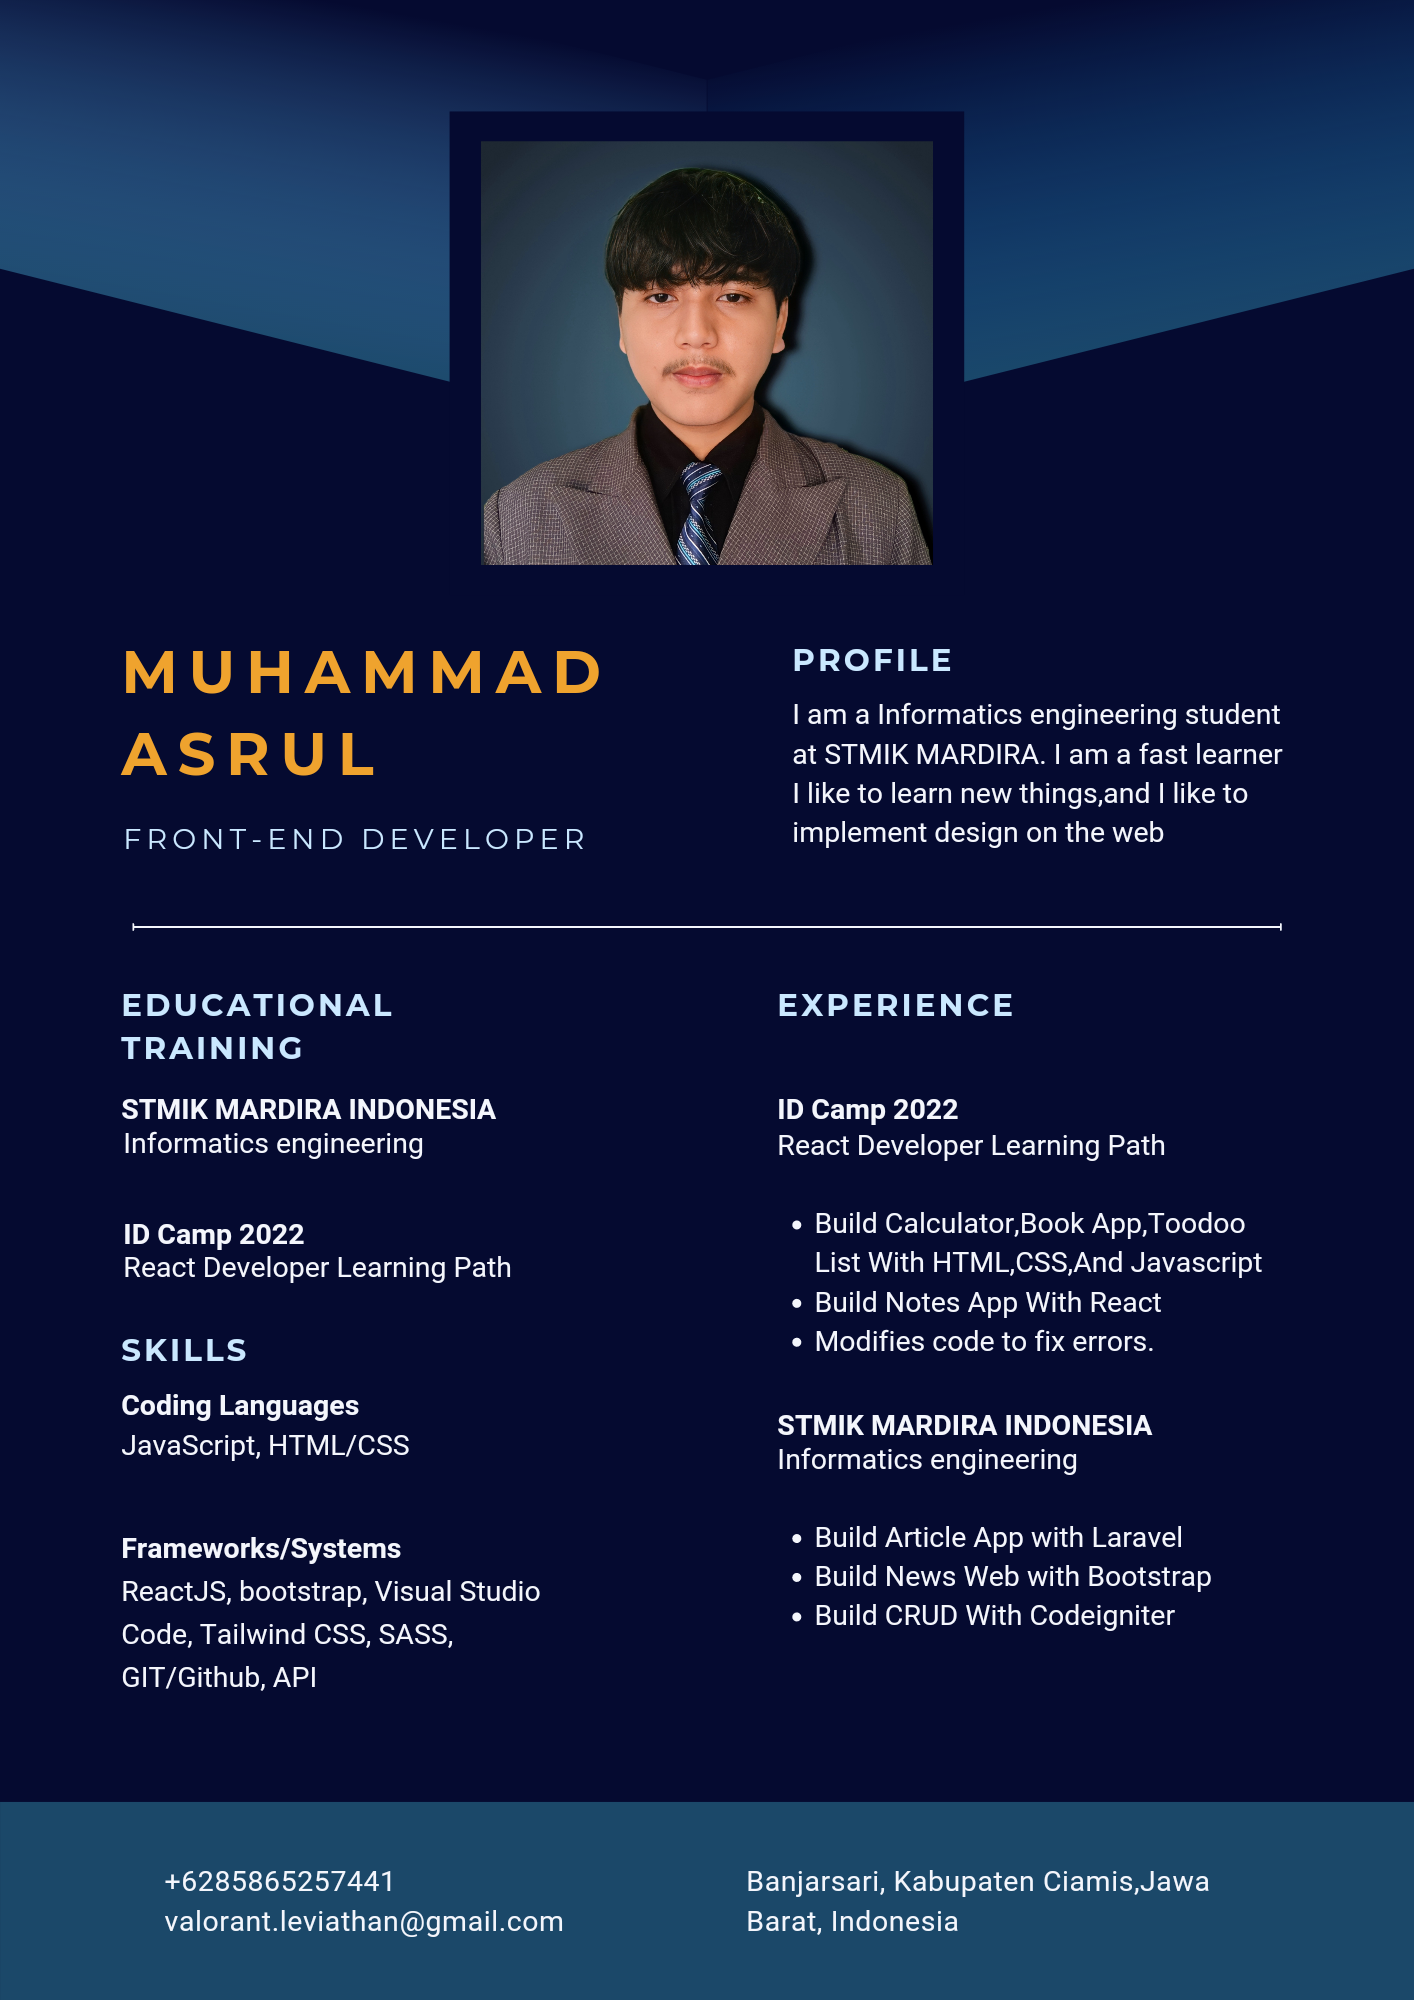 MUHAMMAD
ASRUL
FRONT-END DEVELOPER
PROFILE
I am a Informatics engineering student
at STMIK MARDIRA. I am a fast learner
I like to learn new things,and I like to
implement design on the web
EDUCATIONAL
TRAINING
STMIK MARDIRA INDONESIA
Informatics engineering
ID Camp 2022
React Developer Learning Path
SKILLS
Coding Languages
JavaScript, HTML/CSS
Frameworks/Systems
ReactJS, bootstrap, Visual Studio
Code, Tailwind CSS, SASS,
GIT/Github, API
EXPERIENCE
ID Camp 2022
React Developer Learning Path
• Build Calculator,Book App,Toodoo
List With HTML,CSS,And Javascript
• Build Notes App With React
• Modifies code to fix errors.
STMIK MARDIRA INDONESIA
Informatics engineering
• Build Article App with Laravel
• Build News Web with Bootstrap
• Build CRUD With Codeigniter
+6285865257441
valorant.leviathan@gmail.com
Banjarsari, Kabupaten Ciamis,Jawa
Barat, Indonesia